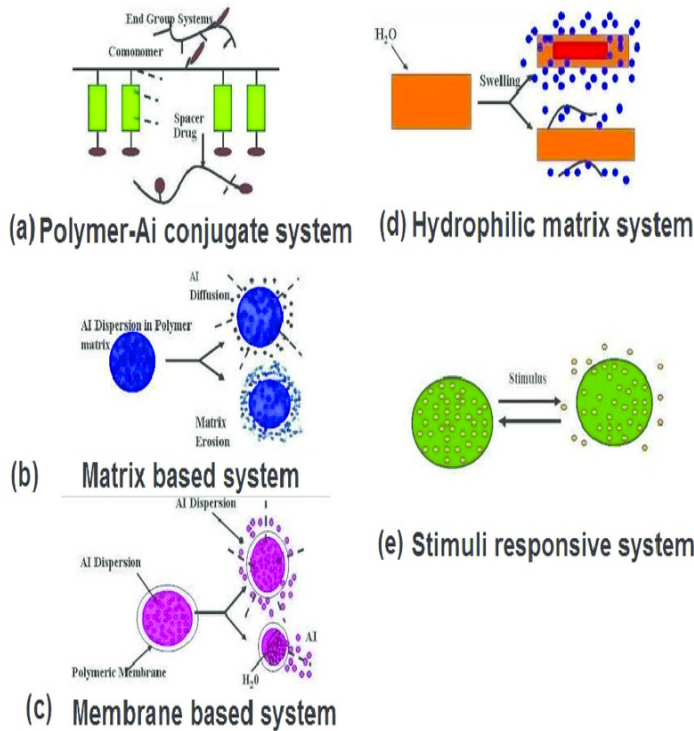 End Group Systems
Comonomer
Spacer
Drug
(a) Polymer-Ai conjugate system
AI
Diffusion
AI Dispersion in Polymer
matrix
Matrix
Erosion
(b) Matrix based system
AI Dispersion
AI Dispersion
AI
Polymeric Membrane
H₂0
(c) Membrane based system
H₂O
Swelling
(d) Hydrophilic matrix system
Stimulus
(e) Stimuli responsive system